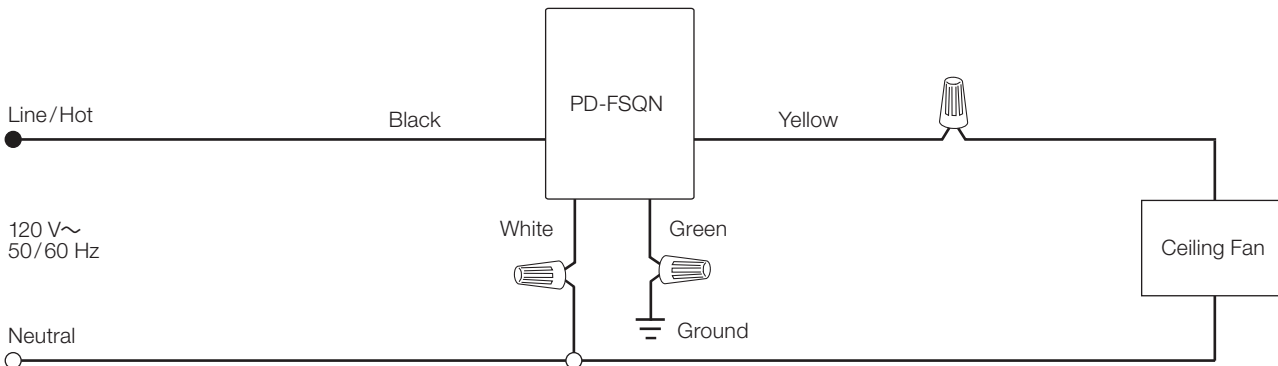 PD-FSQN
Line/Hot
Black
Yellow
120 V~
50/60 Hz
White
Green
Ceiling Fan
Ground
Neutral